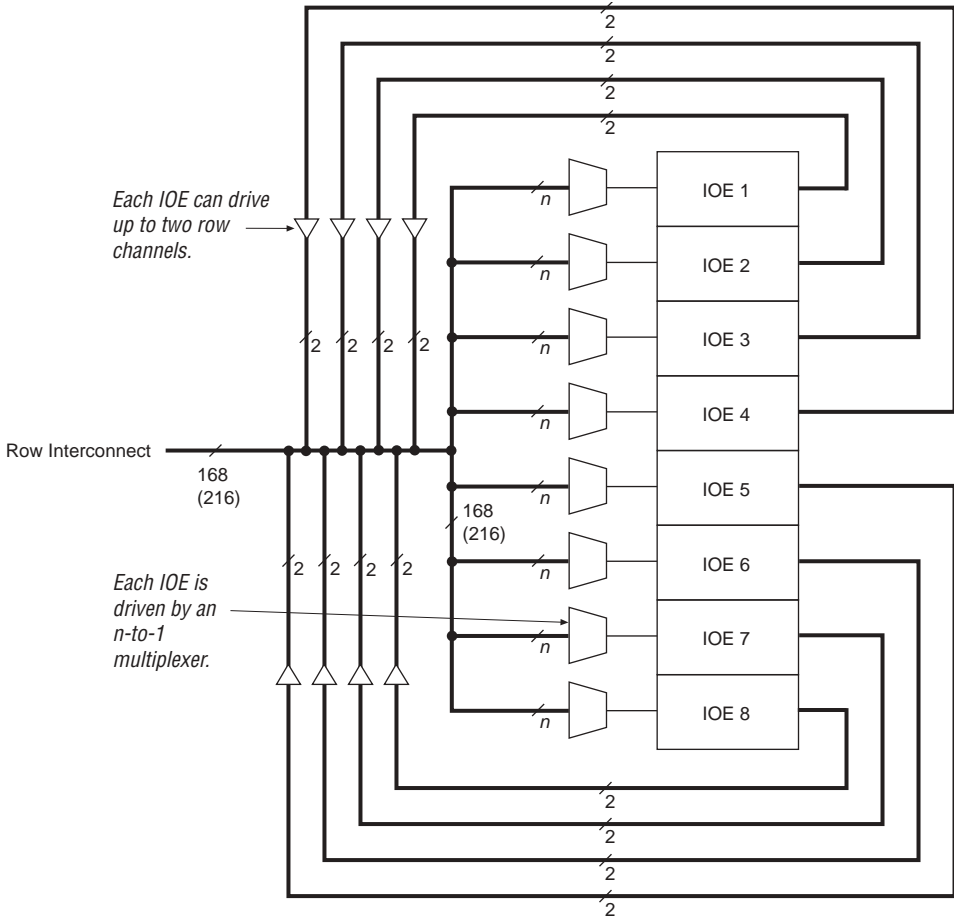 2
2
2
2
Each IOE can drive
up to two row
channels.
n
IOE 1
n
IOE 2
2
2
2
2
n
IOE 3
n
IOE 4
Row Interconnect
168
(216)
n
IOE 5
168
(216)
2
2
2
2
n
IOE 6
Each IOE is
driven by an
n-to-1
multiplexer.
n
IOE 7
n
IOE 8
2
2
2
2